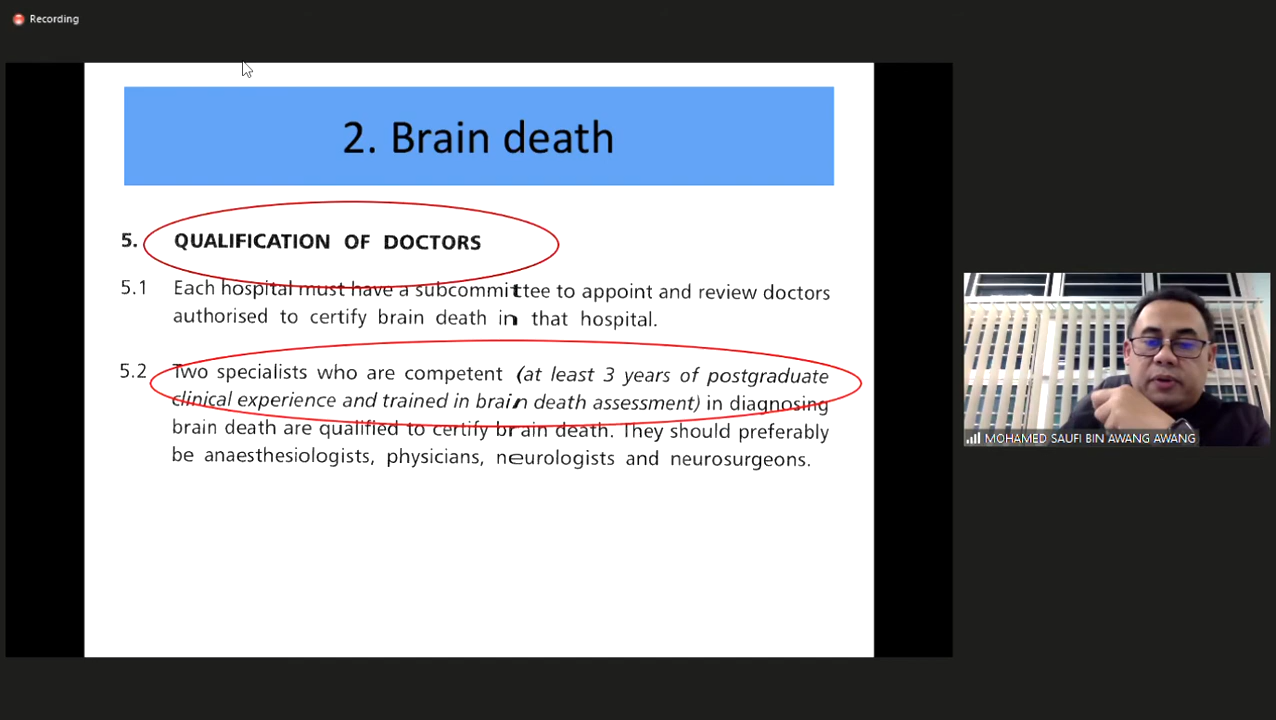 Recording
2. Brain death
5. QUALIFICATION OF DOCTORS
5.1 Each hospital must have a subcommittee to appoint and review doctors
authorised to certify brain death in that hospital.
5.2 Two specialists who are competent (at least 3 years of postgraduate
clinical experience and trained in brain death assessment) in diagnosing
brain death are qualified to certify brain death. They should preferably
be anaesthesiologists, physicians, neurologists and neurosurgeons.
MOHAMED SAUFI BIN AWANG AWANG